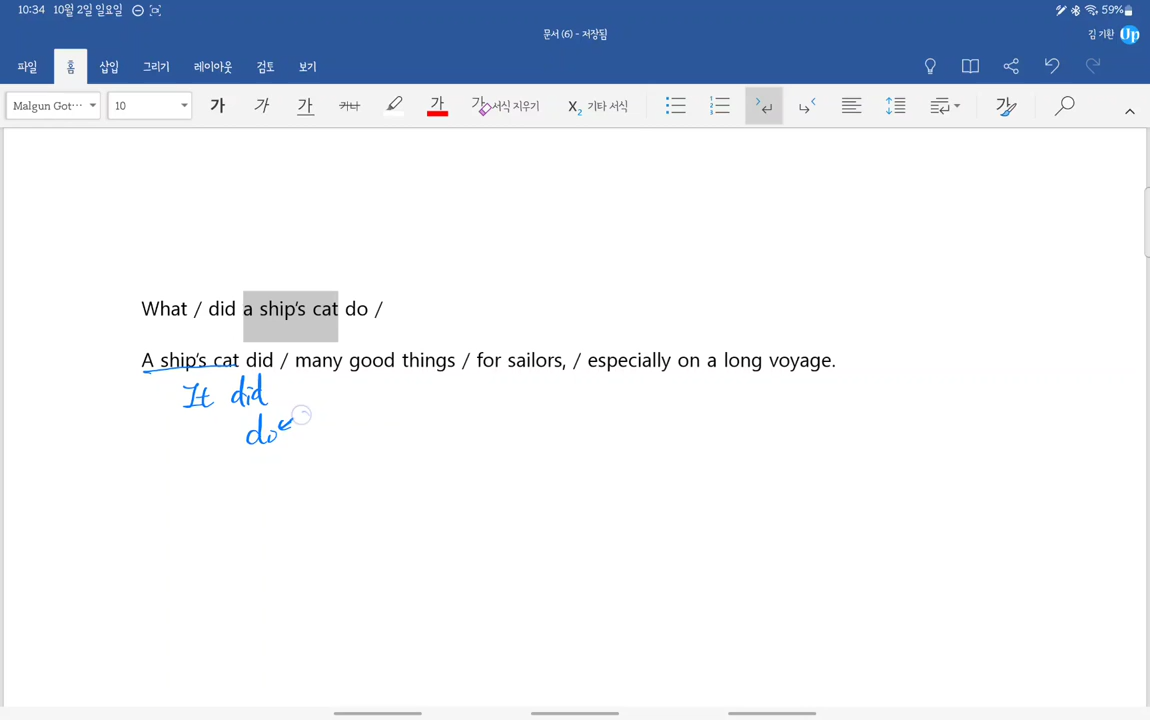 10:34 10월 2일 일요일 59%
문서 (6) - 저장됨
김 기환 Up
파일 홈 삽입 그리기 레이아웃 검토 보기
Malgun Got··· 10 가 가 가 가나 가 가 서식 지우기 X₂ 기타 서식 가
What / did a ship's cat do /
A ship's cat did / many good things / for sailors, / especially on a long voyage.
It did
do